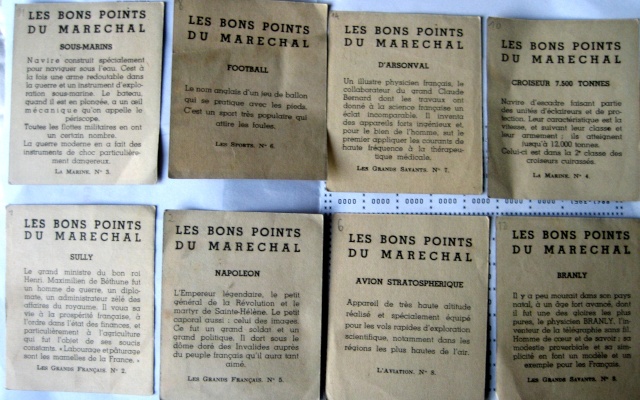 LES BONS POINTS
DU MARECHAL
SOUS-MARINS
Navire construit spécialement
pour naviguer sous l'eau. C'est à
la fois une arme redoutable dans
la guerre et un instrument d'explo-
ration sous-marine. Le bateau,
quand il est en plongée, a un œil
mécanique qu'on appelle le
périscope.
Toutes les flottes militaires en ont
un certain nombre.
La guerre moderne en a fait des
instruments de choc particulière-
ment dangereux.
LA MARINE. N° 3.
LES BONS POINTS
DU MARECHAL
FOOTBALL
Le nom anglais d'un jeu de ballon
qui se pratique avec les pieds.
C'est un sport très populaire qui
attire les foules.
LES SPORTS. N° 6.
LES BONS POINTS
DU MARECHAL
D'ARSONVAL
Un illustre physicien français, le
collaborateur du grand Claude
Bernard dont les travaux ont
donné à la science française un
éclat incomparable. Il inventa
des appareils forts ingénieux et,
pour le bien de l'homme, sut le
premier appliquer les courants de
haute fréquence à la thérapeu-
tique médicale.
LES GRANDS SAVANTS. N° 7.
LES BONS POINTS
DU MARECHAL
CROISEUR 7.500 TONNES
Navire d'escadre faisant partie
des unités d'éclaireurs et de pro-
tection. Leur caractéristique est la
vitesse, et suivant leur classe et
leur armement ; ils atteignent
jusqu'à 12.000 tonnes.
Celui-ci est dans la 2e classe des
croiseurs cuirassés.
LA MARINE. N° 4.
LES BONS POINTS
DU MARECHAL
SULLY
Le grand ministre du bon roi
Henri. Maximilien de Béthune fut
un homme de guerre, un diplo-
mate, un administrateur zélé des
affaires du royaume. Il voua sa
vie à la prospérité française, à
l'ordre dans l'état des finances, et
particulièrement à l'agriculture
qui fut l'objet de ses soucis
constants. « Labourage et pâturage
sont les mamelles de la France. »
LES GRANDS FRANÇAIS. N° 2.
LES BONS POINTS
DU MARECHAL
NAPOLEON
L'Empereur légendaire, le petit
général de la Révolution et le
martyr de Sainte-Hélène. Le petit
caporal aussi : celui des images.
Ce fut un grand soldat et un
grand politique. Il dort sous le
dôme doré des Invalides auprès
du peuple français qu'il aura tant
aimé.
LES GRANDS FRANÇAIS. N° 5.
LES BONS POINTS
DU MARECHAL
AVION STRATOSPHERIQUE
Appareil de très haute altitude
réalisé et spécialement équipé
pour les vols rapides d'exploration
scientifique, notamment dans les
régions les plus hautes de l'air.
L'AVIATION. N° 8.
LES BONS POINTS
DU MARECHAL
BRANLY
Il y a peu mourait dans son pays
natal, à un âge fort avancé, dont
il fut une des gloires les plus
pures, le physicien BRANLY, l'in-
venteur de la télégraphie sans fil.
Homme de cœur et de savoir ; sa
modestie proverbiale et sa sim-
plicité en font un modèle et un
exemple pour les Français.
LES GRANDS SAVANTS. N° 8.